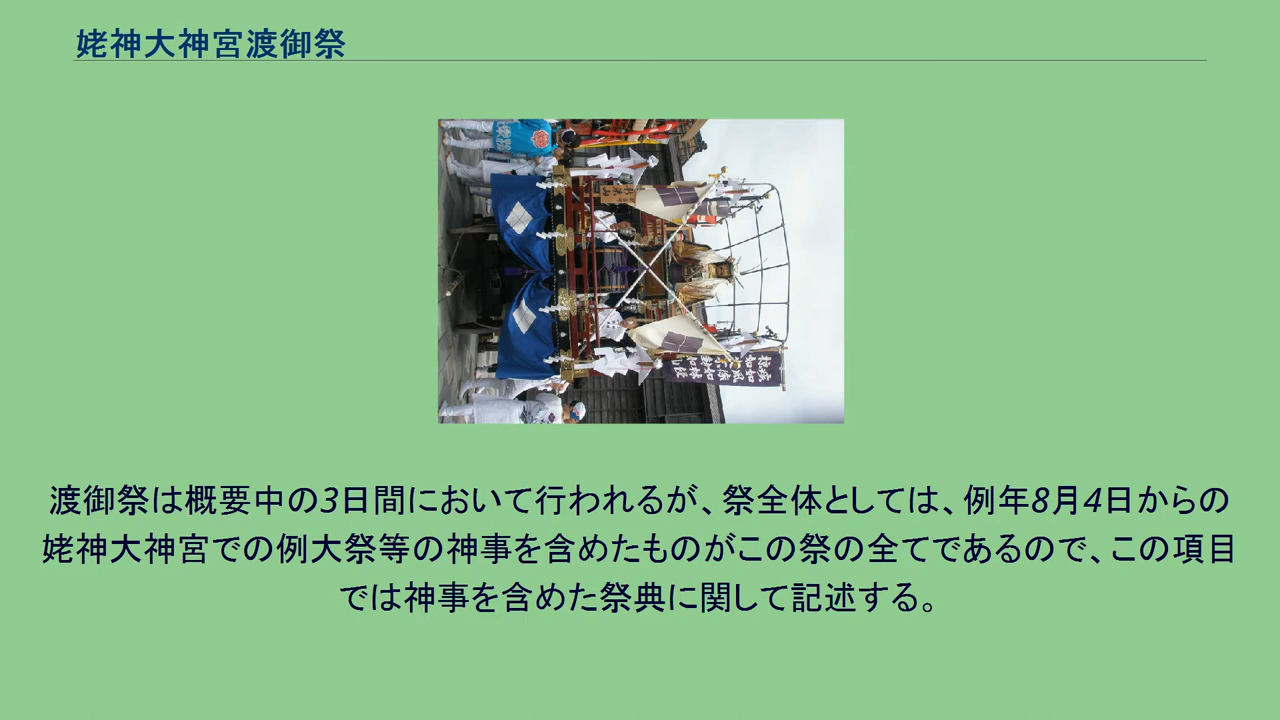 姥神大神宮渡御祭
渡御祭は概要中の3日間において行われるが、祭全体としては、例年8月4日からの
姥神大神宮での例大祭等の神事を含めたものがこの祭の全てであるので、この項目
では神事を含めた祭典に関して記述する。